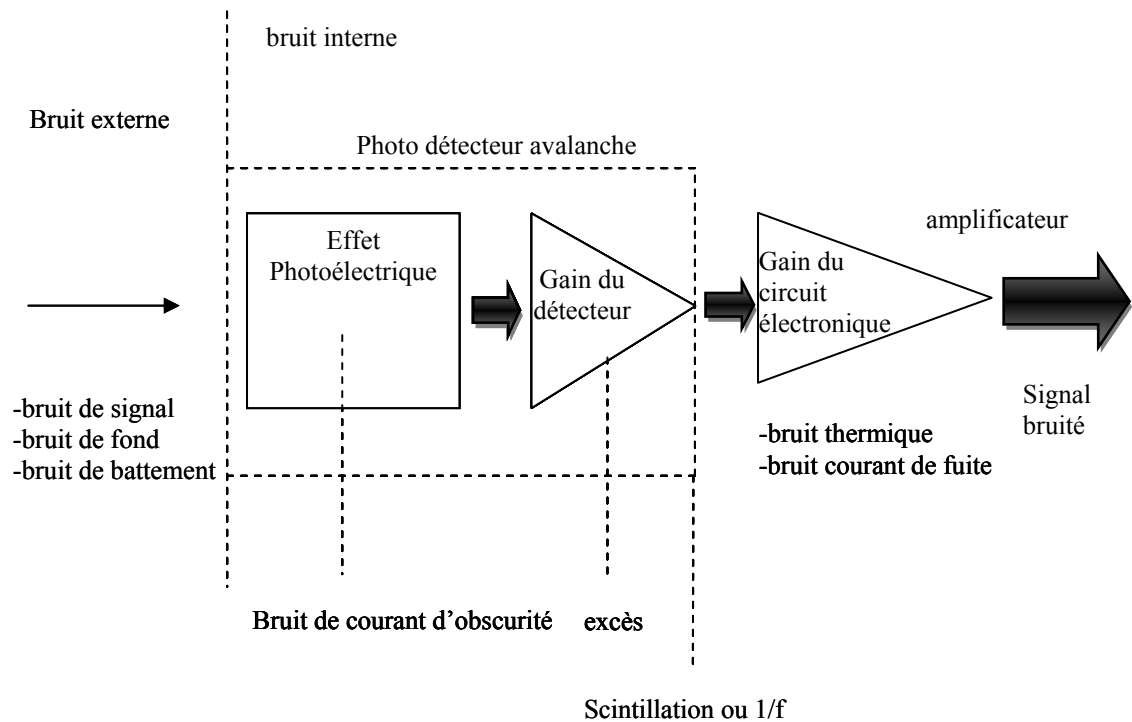 bruit interne
Bruit externe
Photo détecteur avalanche
Effet
Photoélectrique
Gain du
détecteur
Gain du
circuit
électronique
amplificateur
-bruit de signal
-bruit de fond
-bruit de battement
-bruit thermique
-bruit courant de fuite
Signal
bruité
Bruit de courant d'obscurité
excès
Scintillation ou 1/f